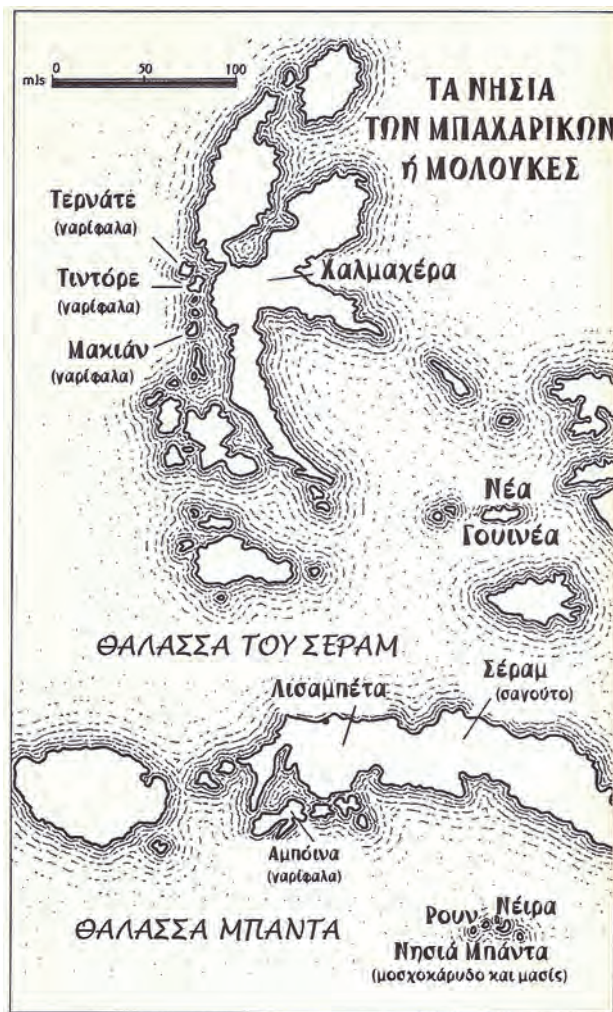 0 50 100
mls
ΤΑ ΝΗΣΙΑ
ΤΩΝ ΜΠΑΧΑΡΙΚΩΝ
ή ΜΟΛΟΥΚΕΣ
Τερνάτε
(γαρίφαλα)
Τιντόρε
(γαρίφαλα)
Χαλμαχέρα
Μακιάν
(γαρίφαλα)
Νέα
Γουινέα
ΘΑΛΑΣΣΑ ΤΟΥ ΣΕΡΑΜ
Λισαμπέτα
Σέραμ
(σαγούτο)
Αμπόινα
(γαρίφαλα)
ΘΑΛΑΣΣΑ ΜΠΑΝΤΑ
Ρουν Νέιρα
Νησιά Μπάντα
(μοσχοκάρυδο και μασίς)